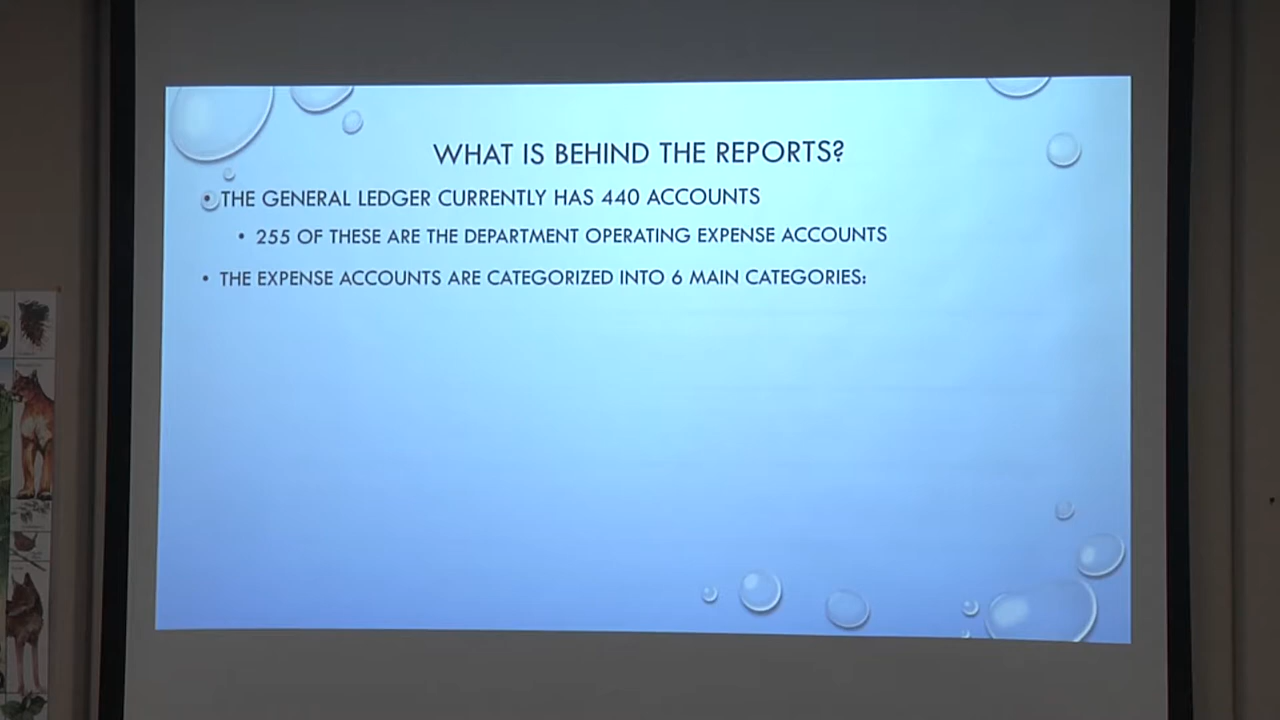 WHAT IS BEHIND THE REPORTS?
• THE GENERAL LEDGER CURRENTLY HAS 440 ACCOUNTS
• 255 OF THESE ARE THE DEPARTMENT OPERATING EXPENSE ACCOUNTS
• THE EXPENSE ACCOUNTS ARE CATEGORIZED INTO 6 MAIN CATEGORIES: